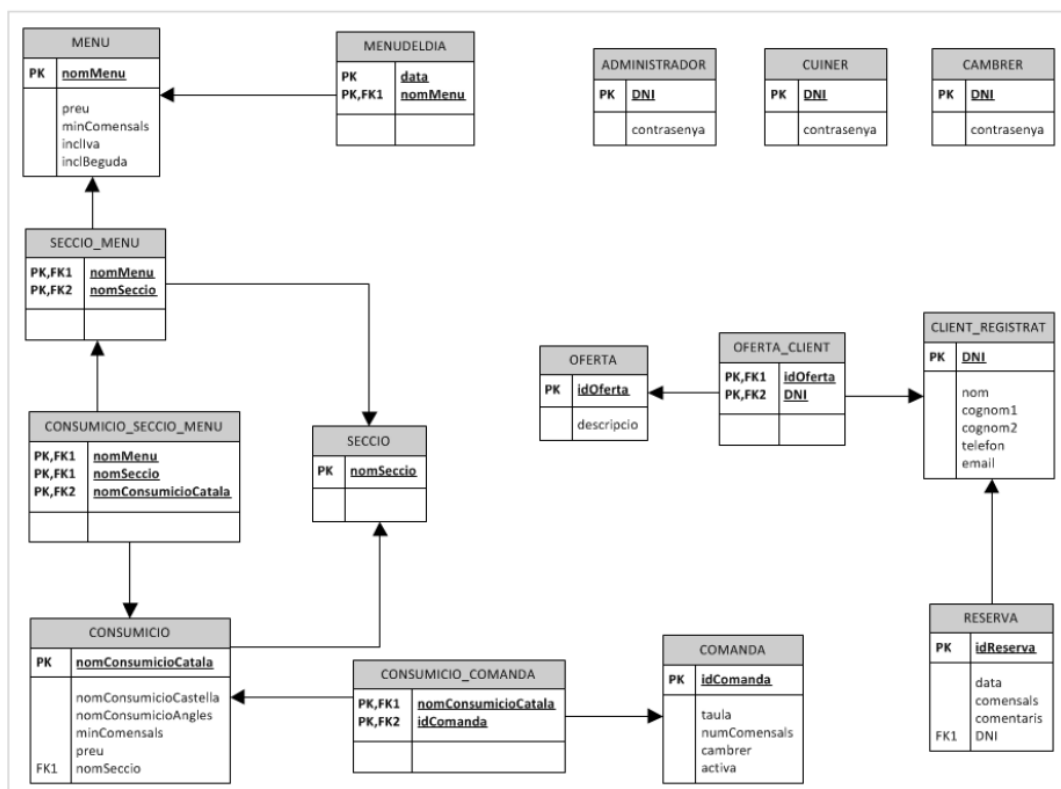 MENU
PK nomMenu
preu
minComensals
inclIva
inclBeguda
MENUDELDIA
PK data
PK,FK1 nomMenu
ADMINISTRADOR
PK DNI
contrasenya
CUINER
PK DNI
contrasenya
CAMBRER
PK DNI
contrasenya
SECCIO_MENU
PK,FK1 nomMenu
PK,FK2 nomSeccio
OFERTA
PK idOferta
descripcio
OFERTA_CLIENT
PK,FK1 idOferta
PK,FK2 DNI
CLIENT_REGISTRAT
PK DNI
nom
cognom1
cognom2
telefon
email
CONSUMICIO_SECCIO_MENU
PK,FK1 nomMenu
PK,FK1 nomSeccio
PK,FK2 nomConsumicioCatala
SECCIO
PK nomSeccio
CONSUMICIO
PK nomConsumicioCatala
nomConsumicioCastella
nomConsumicioAngles
minComensals
preu
FK1 nomSeccio
CONSUMICIO_COMANDA
PK,FK1 nomConsumicioCatala
PK,FK2 idComanda
COMANDA
PK idComanda
taula
numComensals
cambrer
activa
RESERVA
PK idReserva
data
comensals
comentaris
FK1 DNI